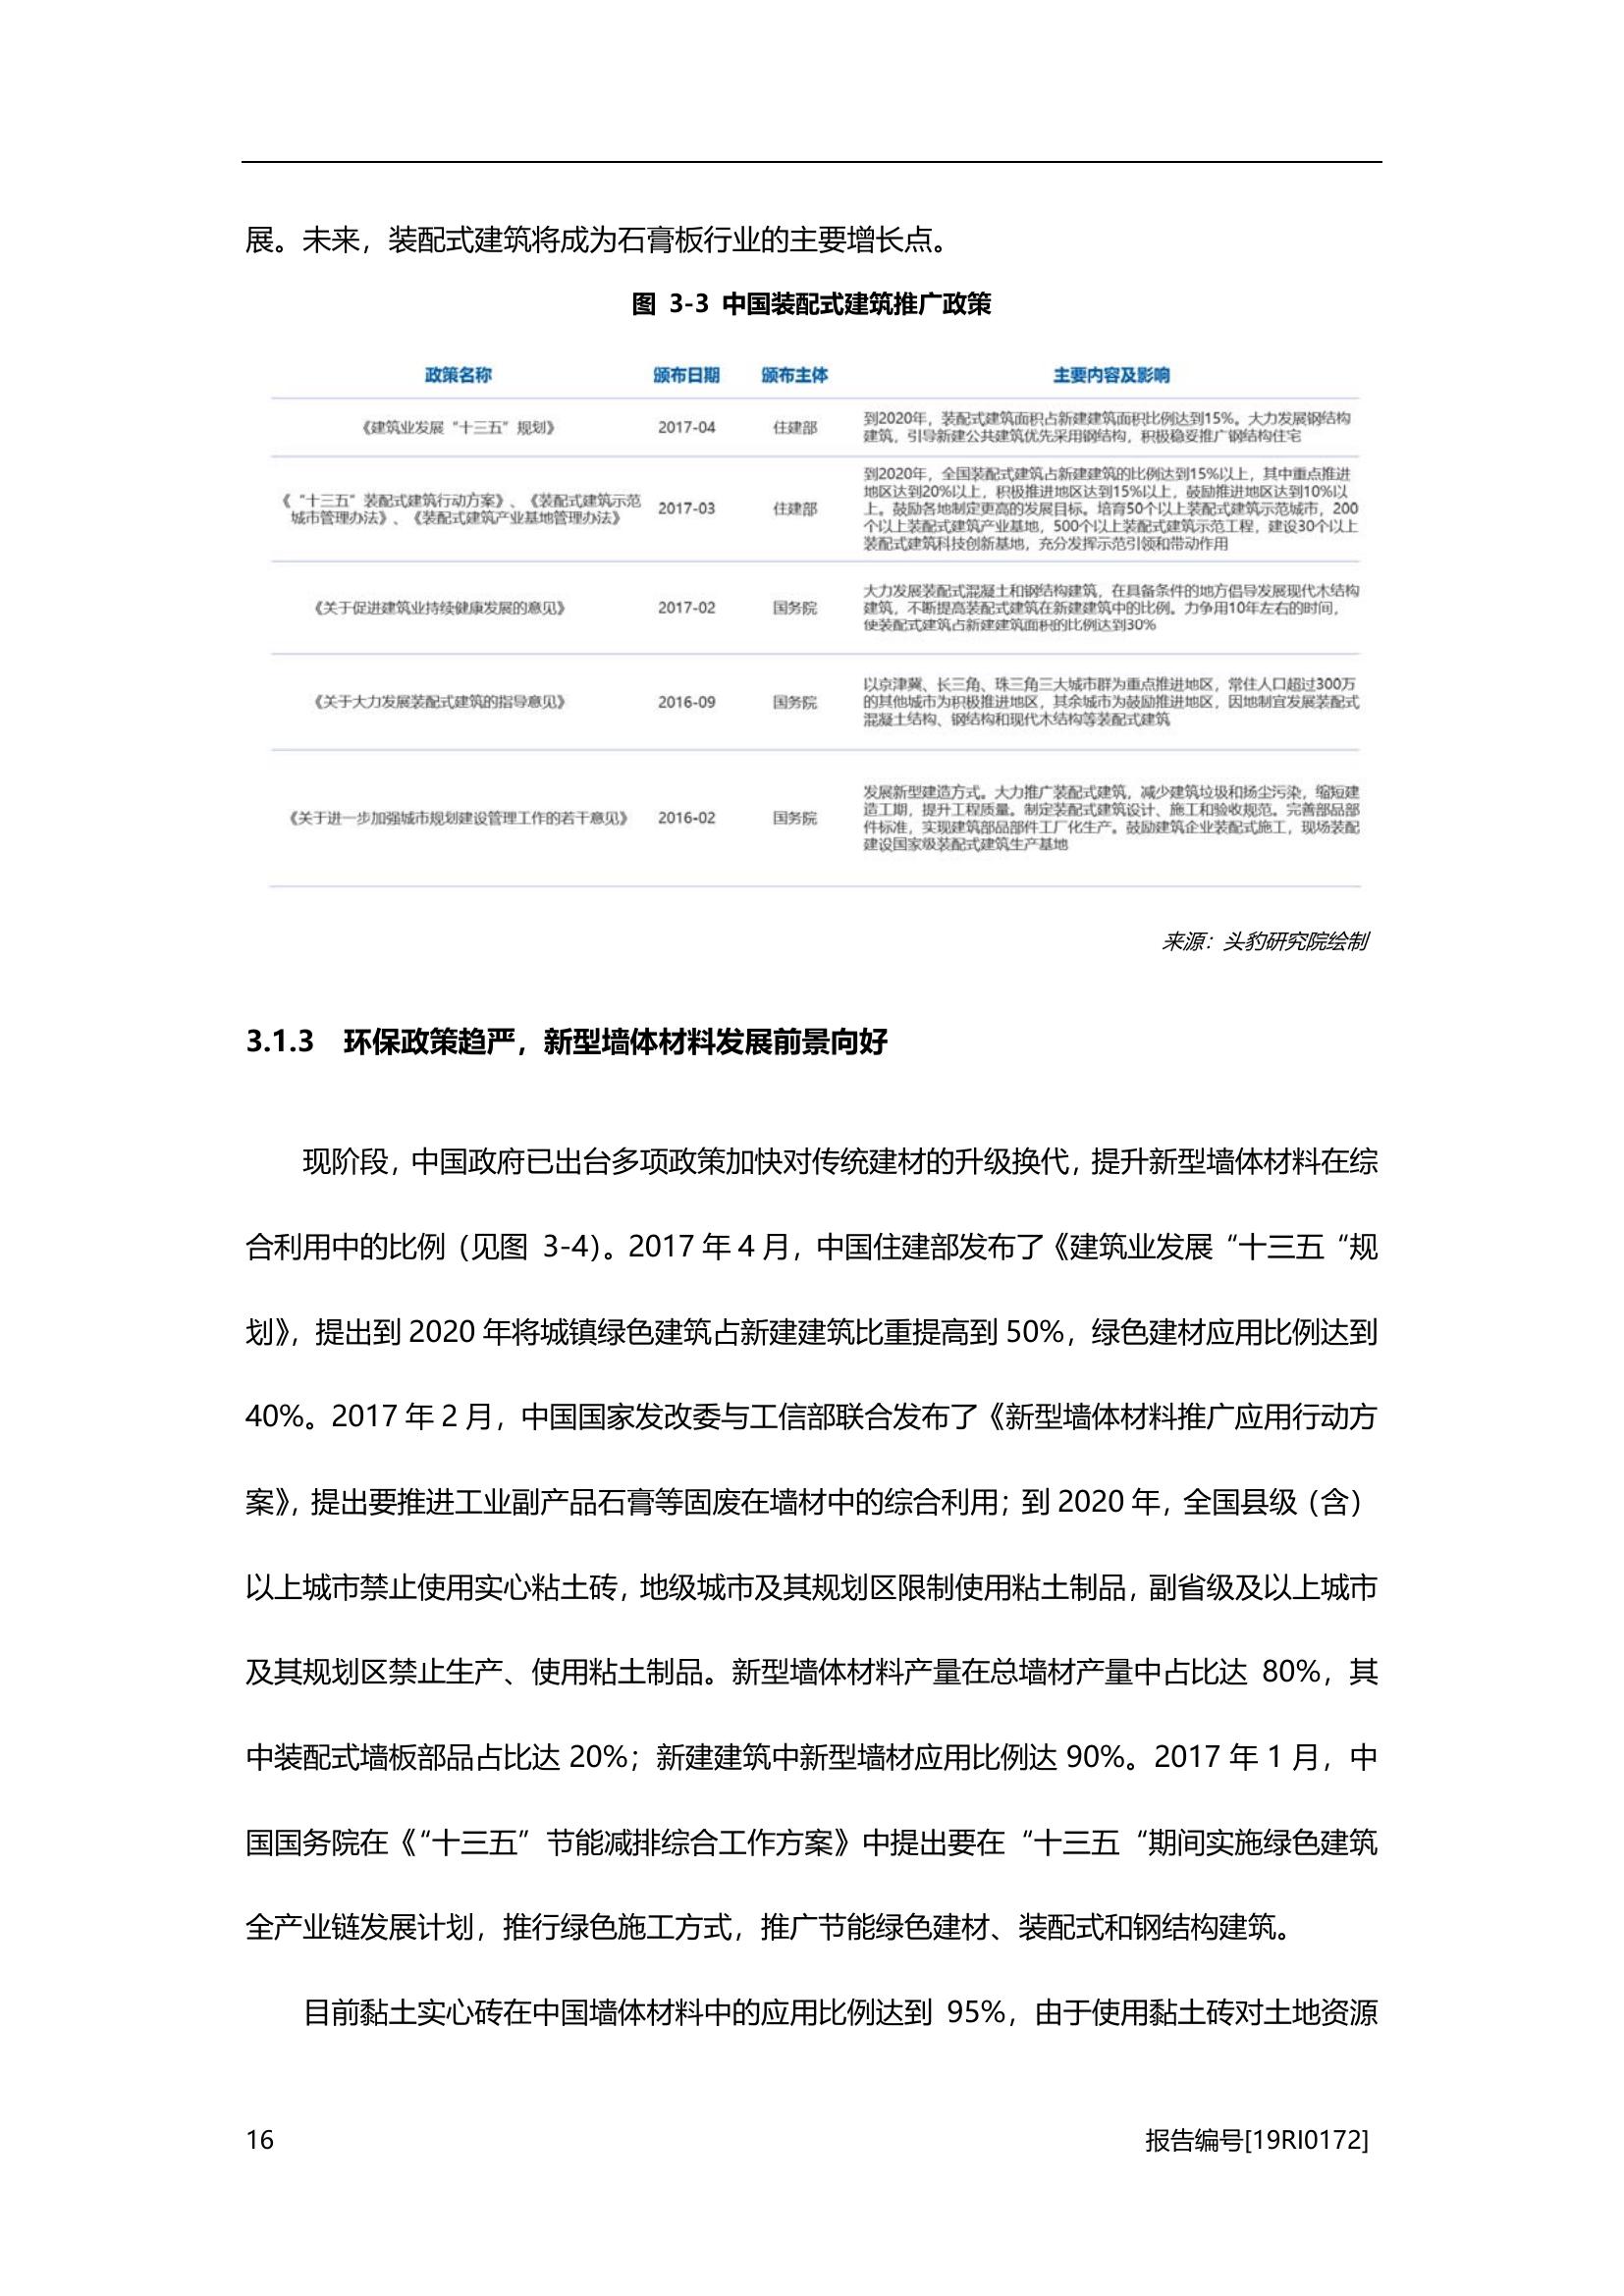 展。未来，装配式建筑将成为石膏板行业的主要增长点。
图 3-3 中国装配式建筑推广政策
政策名称 颁布日期 颁布主体 主要内容及影响
《建筑业发展“十三五”规划》 2017-04 住建部
到2020年，装配式建筑面积占新建建筑面积比例达到15%。大力发展钢结构
建筑，引导新建公共建筑优先采用钢结构，积极稳妥推广钢结构住宅
《“十三五”装配式建筑行动方案》、《装配式建筑示范
城市管理办法》、《装配式建筑产业基地管理办法》
2017-03 住建部
到2020年，全国装配式建筑占新建建筑的比例达到15%以上，其中重点推进
地区达到20%以上，积极推进地区达到15%以上，鼓励推进地区达到10%以
上。鼓励各地制定更高的发展目标。培育50个以上装配式建筑示范城市，200
个以上装配式建筑产业基地，500个以上装配式建筑示范工程，建设30个以上
装配式建筑科技创新基地，充分发挥示范引领和带动作用
《关于促进建筑业持续健康发展的意见》 2017-02 国务院
大力发展装配式混凝土和钢结构建筑，在具备条件的地方倡导发展现代木结构
建筑，不断提高装配式建筑在新建建筑中的比例。力争用10年左右的时间，
使装配式建筑占新建建筑面积的比例达到30%
《关于大力发展装配式建筑的指导意见》 2016-09 国务院
以京津冀、长三角、珠三角三大城市群为重点推进地区，常住人口超过300万
的其他城市为积极推进地区，其余城市为鼓励推进地区，因地制宜发展装配式
混凝土结构、钢结构和现代木结构等装配式建筑
《关于进一步加强城市规划建设管理工作的若干意见》 2016-02 国务院
发展新型建造方式。大力推广装配式建筑，减少建筑垃圾和扬尘污染，缩短建
造工期，提升工程质量。制定装配式建筑设计、施工和验收规范。完善部品部
件标准，实现建筑部品部件工厂化生产。鼓励建筑企业装配式施工，现场装配
建设国家级装配式建筑生产基地
来源：头豹研究院绘制
3.1.3 环保政策趋严，新型墙体材料发展前景向好
现阶段，中国政府已出台多项政策加快对传统建材的升级换代，提升新型墙体材料在综
合利用中的比例（见图 3-4）。2017 年 4 月，中国住建部发布了《建筑业发展“十三五“规
划》，提出到 2020 年将城镇绿色建筑占新建建筑比重提高到 50%，绿色建材应用比例达到
40%。2017 年 2 月，中国国家发改委与工信部联合发布了《新型墙体材料推广应用行动方
案》，提出要推进工业副产品石膏等固废在墙材中的综合利用；到 2020 年，全国县级（含）
以上城市禁止使用实心粘土砖，地级城市及其规划区限制使用粘土制品，副省级及以上城市
及其规划区禁止生产、使用粘土制品。新型墙体材料产量在总墙材产量中占比达 80%，其
中装配式墙板部品占比达 20%；新建建筑中新型墙材应用比例达 90%。2017 年 1 月，中
国国务院在《“十三五”节能减排综合工作方案》中提出要在“十三五“期间实施绿色建筑
全产业链发展计划，推行绿色施工方式，推广节能绿色建材、装配式和钢结构建筑。
目前黏土实心砖在中国墙体材料中的应用比例达到 95%，由于使用黏土砖对土地资源
16 报告编号[19RI0172]